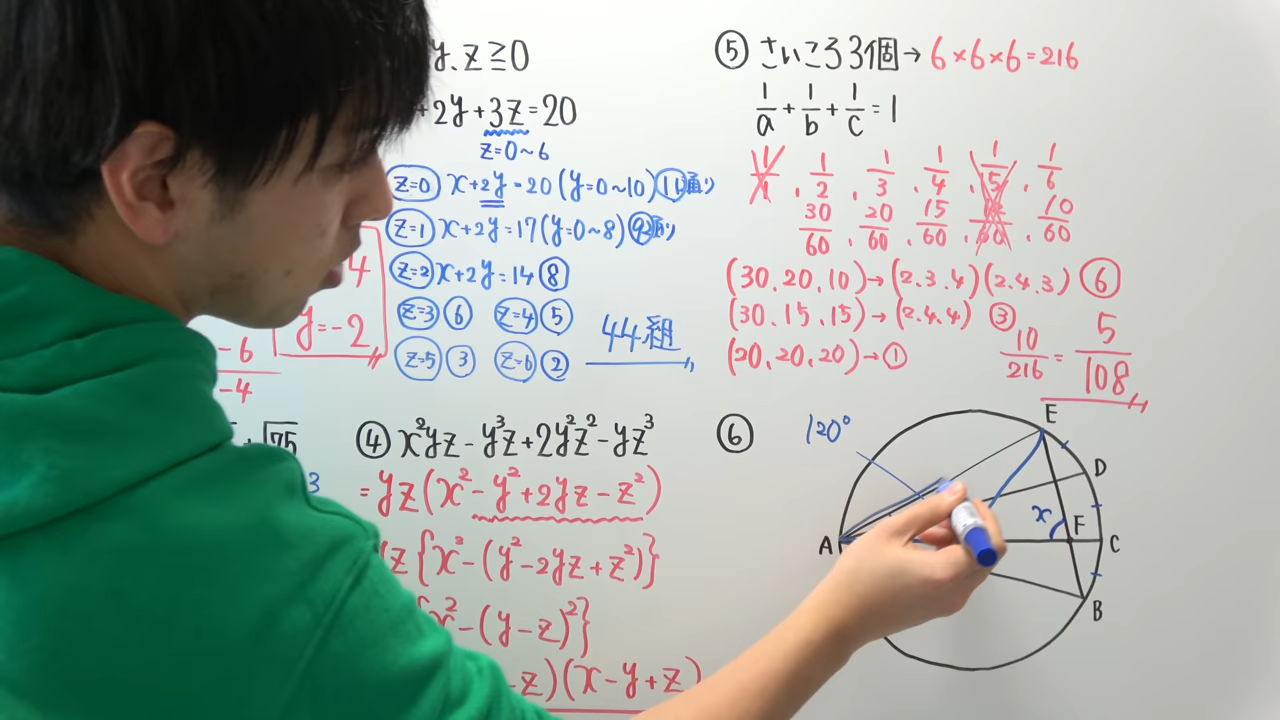 y, z ≧ 0
+2y+3z=20
z=0~6
z=0 x+2y=20 (y=0~10) 11通り
z=1 x+2y=17 (y=0~8) 9通り
z=2 x+2y=14 8
z=3 6 z=4 5
z=5 3 z=6 2
44組
4
y=-2
-6
-4
√75
3
④ x²yz-y³z+2y²z²-yz³
=yz(x²-y²+2yz-z²)
z{x²-(y²-2yz+z²)}
x²-(y-z)²}
-z)(x-y+z)
⑤ さいころ3個→6×6×6=216
1/a+1/b+1/c=1
1/1, 1/2, 1/3, 1/4, 1/5, 1/6
30/60, 20/60, 15/60, 12/60, 10/60
(30,20,10)→(2.3.4)(2.4.3) ⑥
(30,15,15)→(2.4.4) ③
(20,20,20)→①
10/216=5/108
⑥
120°
E
D
x F
A C
B